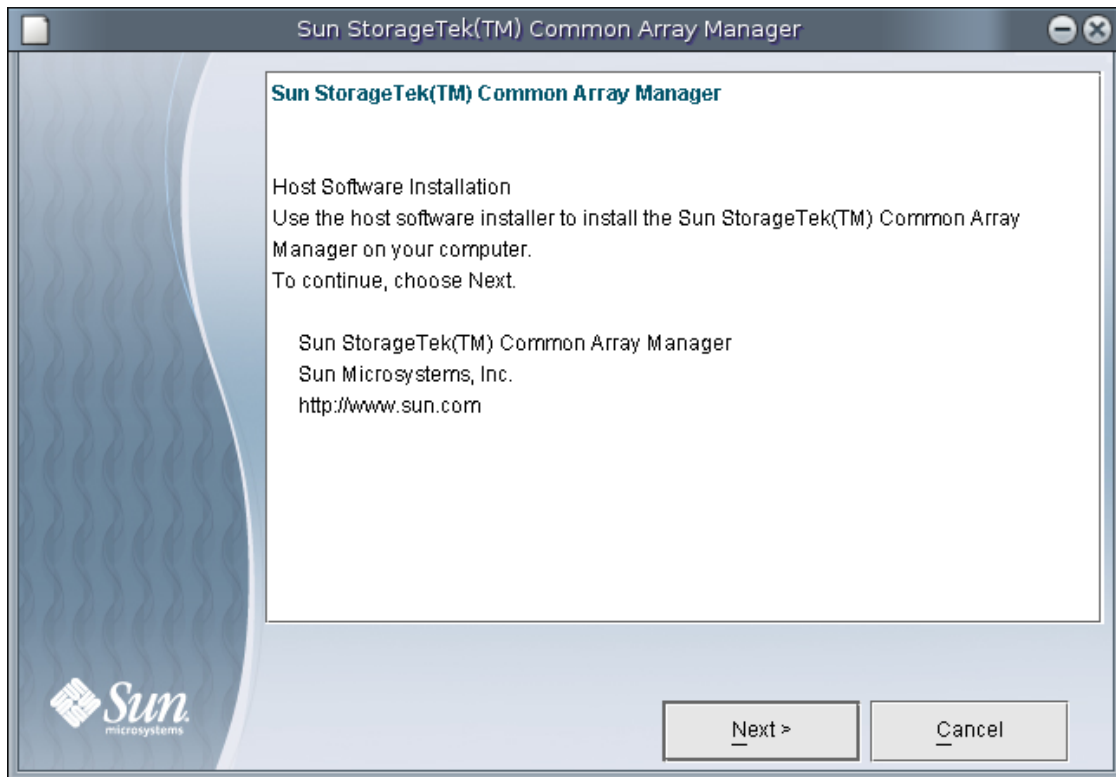 Sun StorageTek(TM) Common Array Manager
Sun StorageTek(TM) Common Array Manager
Host Software Installation
Use the host software installer to install the Sun StorageTek(TM) Common Array
Manager on your computer.
To continue, choose Next.
Sun StorageTek(TM) Common Array Manager
Sun Microsystems, Inc.
http://www.sun.com
Sun
microsystems
Next >
Cancel